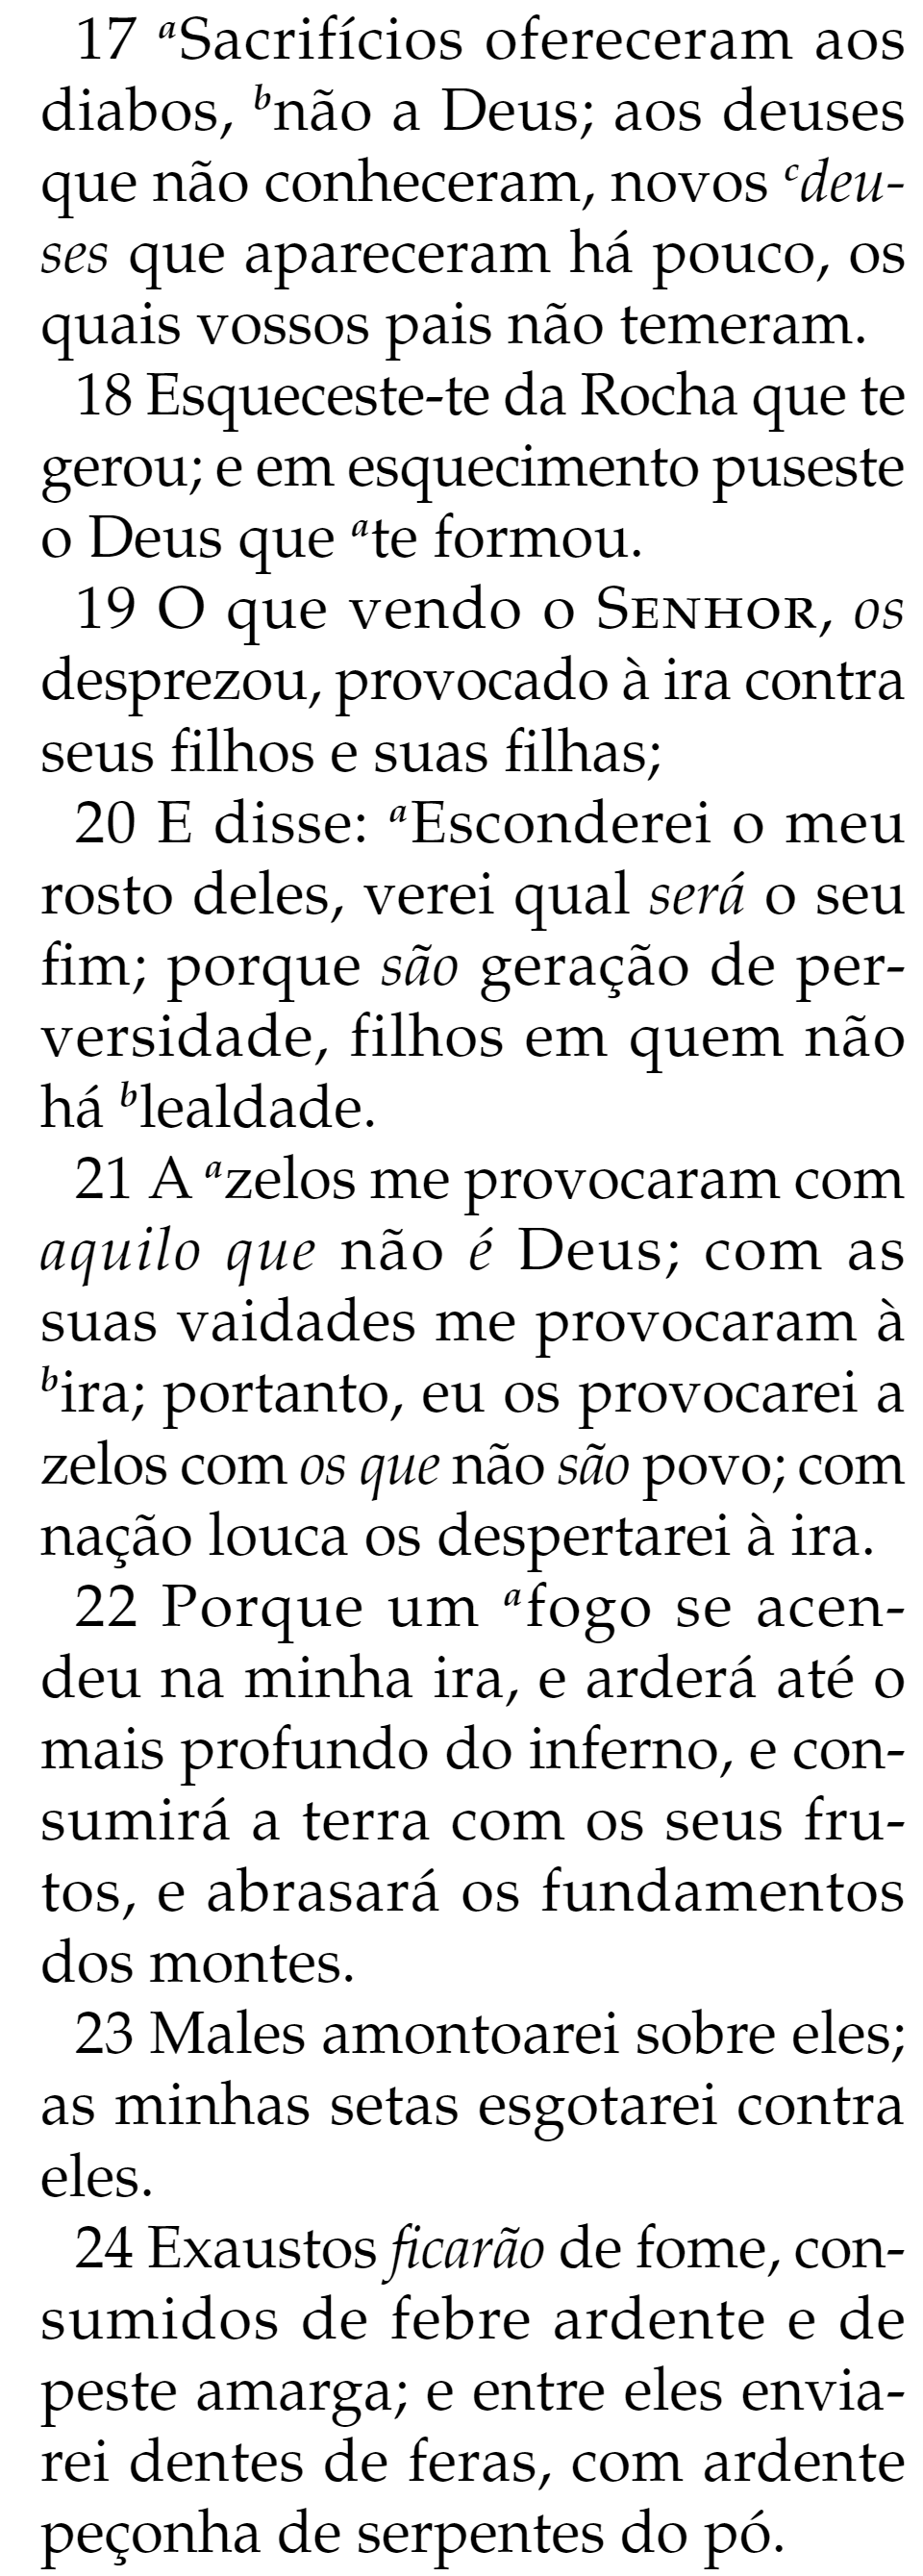 17 ᵃSacrifícios ofereceram aos
diabos, ᵇnão a Deus; aos deuses
que não conheceram, novos ᶜdeu-
ses que apareceram há pouco, os
quais vossos pais não temeram.
18 Esqueceste-te da Rocha que te
gerou; e em esquecimento puseste
o Deus que ᵃte formou.
19 O que vendo o SENHOR, os
desprezou, provocado à ira contra
seus filhos e suas filhas;
20 E disse: ᵃEsconderei o meu
rosto deles, verei qual será o seu
fim; porque são geração de per-
versidade, filhos em quem não
há ᵇlealdade.
21 A ᵃzelos me provocaram com
aquilo que não é Deus; com as
suas vaidades me provocaram à
ᵇira; portanto, eu os provocarei a
zelos com os que não são povo; com
nação louca os despertarei à ira.
22 Porque um ᵃfogo se acen-
deu na minha ira, e arderá até o
mais profundo do inferno, e con-
sumirá a terra com os seus fru-
tos, e abrasará os fundamentos
dos montes.
23 Males amontoarei sobre eles;
as minhas setas esgotarei contra
eles.
24 Exaustos ficarão de fome, con-
sumidos de febre ardente e de
peste amarga; e entre eles envia-
rei dentes de feras, com ardente
peçonha de serpentes do pó.